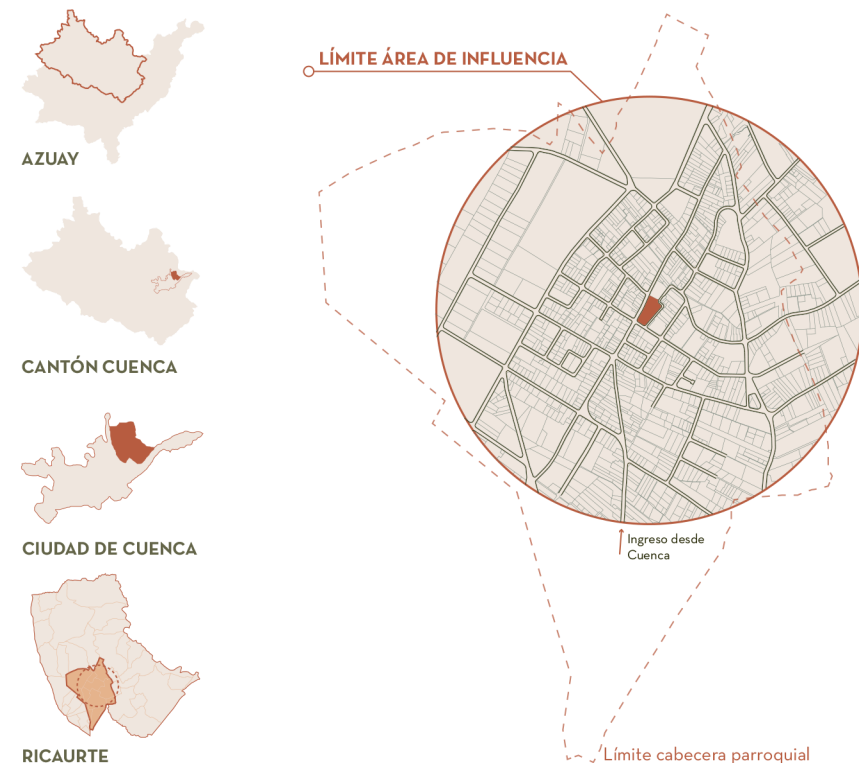 AZUAY
CANTÓN CUENCA
CIUDAD DE CUENCA
RICAURTE
LÍMITE ÁREA DE INFLUENCIA
Ingreso desde
Cuenca
Límite cabecera parroquial